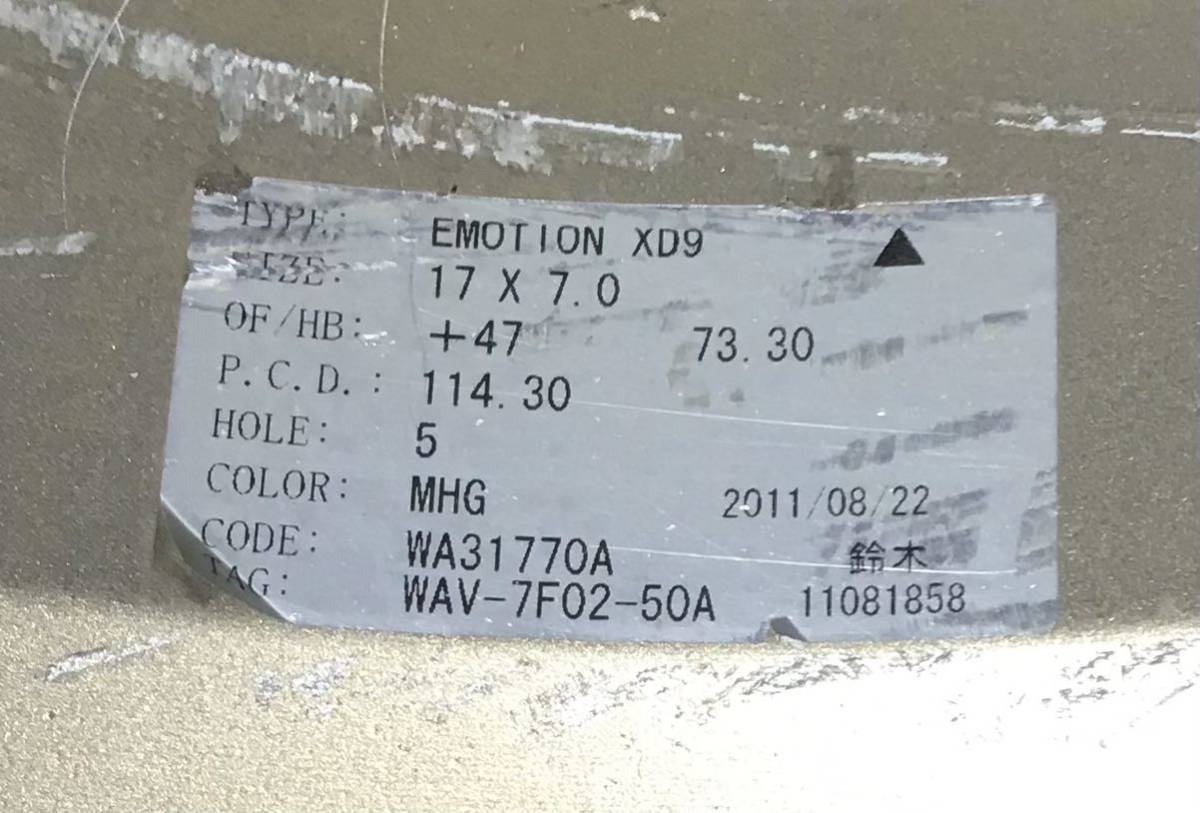 TYPE: EMOTION XD9 ▲
SIZE: 17 X 7.0
OF/HB: +47 73.30
P.C.D.: 114.30
HOLE: 5
COLOR: MHG 2011/08/22
CODE: WA31770A 鈴木
TAG: WAV-7F02-50A 11081858